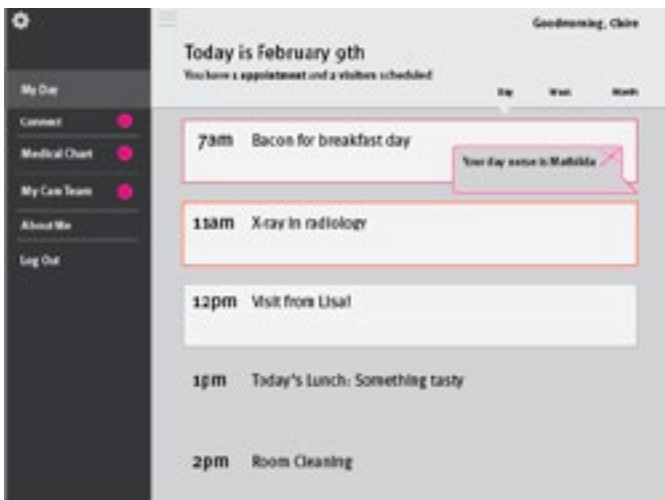 Goodmorning, Claire
Today is February 9th
You have 1 appointment and 2 visitors scheduled
Day Week Month
My Day
Connect
Medical Chart
My Care Team
About Me
Log Out
7am Bacon for breakfast day
Your day nurse is Mathilda
11am X-ray in radiology
12pm Visit from Lisa!
1pm Today's Lunch: Something tasty
2pm Room Cleaning